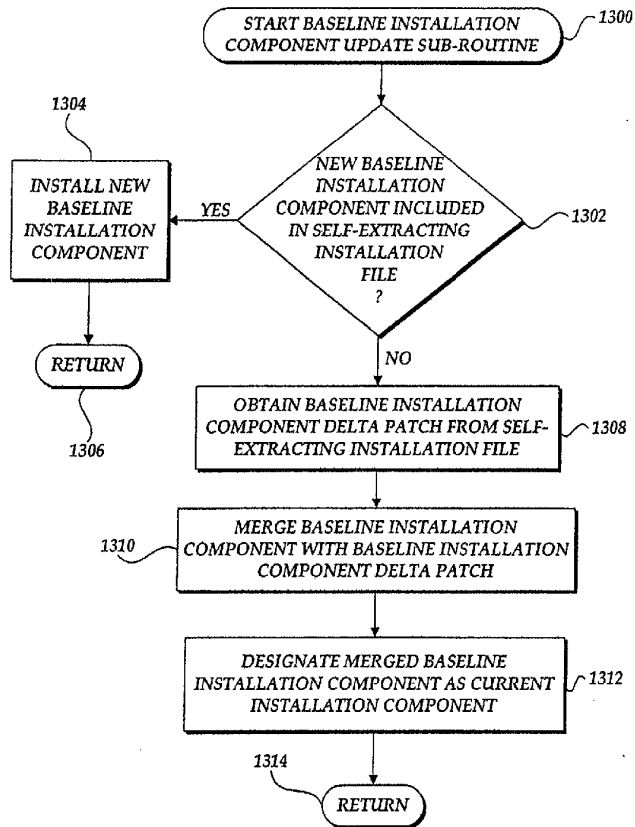 START BASELINE INSTALLATION
COMPONENT UPDATE SUB-ROUTINE
1300
1304
INSTALL NEW
BASELINE
INSTALLATION
COMPONENT
YES
NEW BASELINE
INSTALLATION
COMPONENT INCLUDED
IN SELF-EXTRACTING
INSTALLATION
FILE
?
1302
RETURN
1306
NO
OBTAIN BASELINE INSTALLATION
COMPONENT DELTA PATCH FROM SELF-
EXTRACTING INSTALLATION FILE
1308
1310
MERGE BASELINE INSTALLATION
COMPONENT WITH BASELINE INSTALLATION
COMPONENT DELTA PATCH
DESIGNATE MERGED BASELINE
INSTALLATION COMPONENT AS CURRENT
INSTALLATION COMPONENT
1312
1314
RETURN